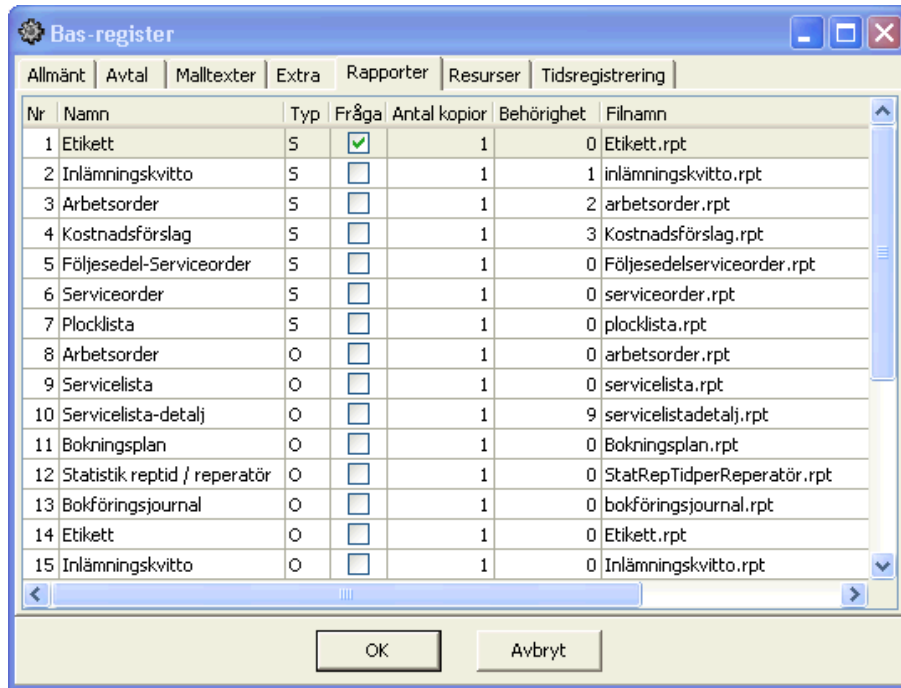 Bas-register
Allmänt Avtal Malltexter Extra Rapporter Resurser Tidsregistrering
Nr Namn Typ Fråga Antal kopior Behörighet Filnamn
1 Etikett S 1 0 Etikett.rpt
2 Inlämningskvitto S 1 1 inlämningskvitto.rpt
3 Arbetsorder S 1 2 arbetsorder.rpt
4 Kostnadsförslag S 1 3 Kostnadsförslag.rpt
5 Följesedel-Serviceorder S 1 0 Följesedelserviceorder.rpt
6 Serviceorder S 1 0 serviceorder.rpt
7 Plocklista S 1 0 plocklista.rpt
8 Arbetsorder O 1 0 arbetsorder.rpt
9 Servicelista O 1 0 servicelista.rpt
10 Servicelista-detalj O 1 9 servicelistadetalj.rpt
11 Bokningsplan O 1 0 Bokningsplan.rpt
12 Statistik reptid / reperatör O 1 0 StatRepTidperReperatör.rpt
13 Bokföringsjournal O 1 0 bokföringsjournal.rpt
14 Etikett O 1 0 Etikett.rpt
15 Inlämningskvitto O 1 0 Inlämningskvitto.rpt
OK Avbryt